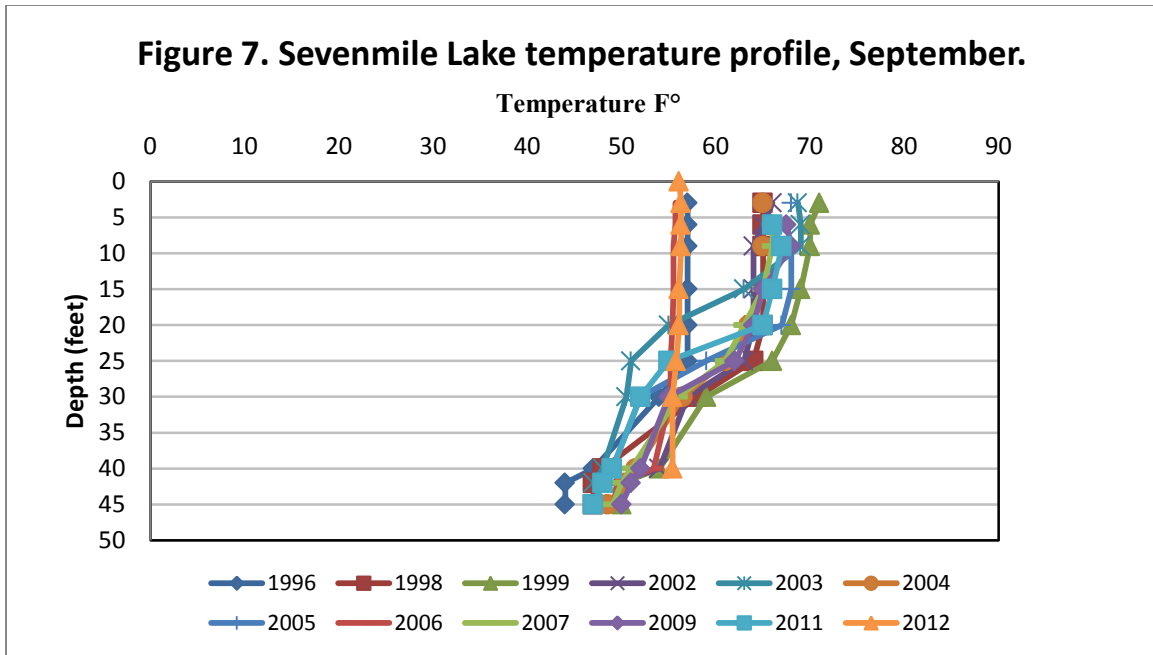 Figure 7. Sevenmile Lake temperature profile, September.
Temperature F°
0 10 20 30 40 50 60 70 80 90
Depth (feet)
0
5
10
15
20
25
30
35
40
45
50
1996 1998 1999 2002 2003 2004
2005 2006 2007 2009 2011 2012